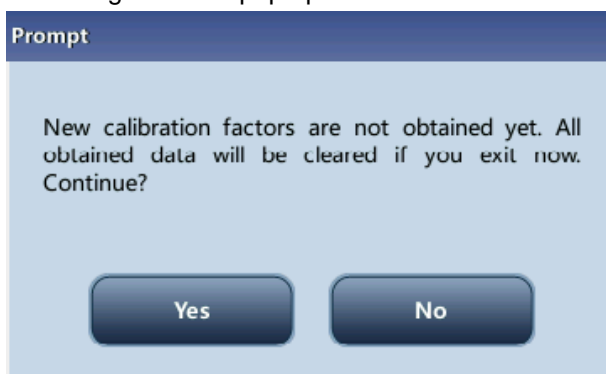 Prompt
New calibration factors are not obtained yet. All
obtained data will be cleared if you exit now.
Continue?
Yes
No